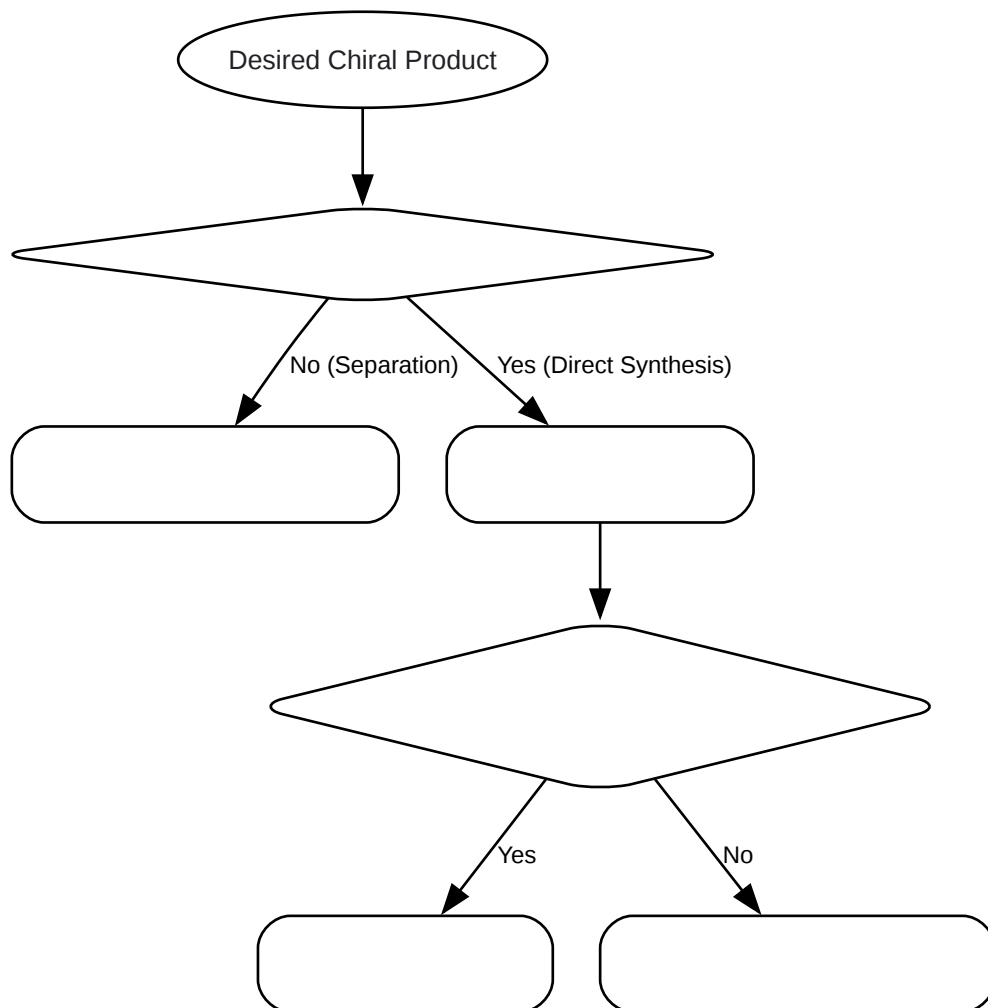 Desired Chiral Product
No (Separation)
Yes (Direct Synthesis)
Yes
No